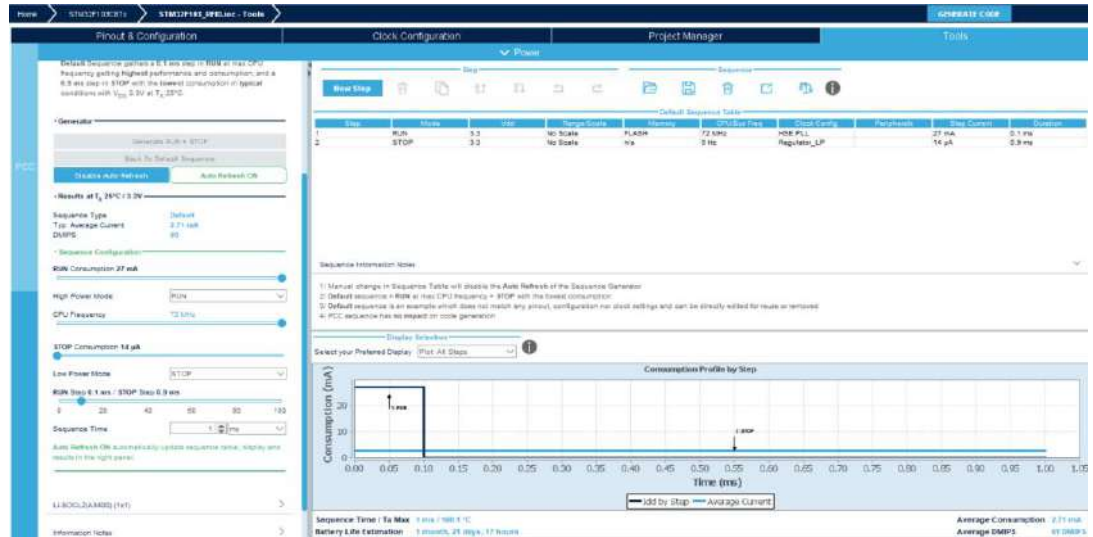 Home
STM32F103C8Tx
STM32F103_RFID.ioc - Tools
GENERATE CODE
Pinout & Configuration
Clock Configuration
Project Manager
Tools
Power
PCC
Default Sequence gathers a 0.1 ms step in RUN at max CPU
frequency getting highest performance and consumption, and a
0.9 ms step in STOP with the lowest consumption in typical
conditions with VDD 3.3V at TA 25°C.
Generator
Generate RUN + STOP
Back To Default Sequence
Disable Auto Refresh
Auto Refresh ON
Results at TA 25°C / 3.3V
Sequence Type Default
Typ. Average Current 2.71 mA
DMIPS
Sequence Configuration
RUN Consumption 27 mA
High Power Mode RUN
CPU Frequency 72 MHz
STOP Consumption 14 µA
Low Power Mode STOP
RUN Step 0.1 ms / STOP Step 0.9 ms
0 20 40 60 80 100
Sequence Time 1 ms
Auto Refresh ON automatically update sequence table, display and
results in the right panel.
Information Notes
Step
Sequence
New Step
Default Sequence Table
Step Mode Vdd Range/Scale Memory CPU/Bus Freq Clock Config Peripherals Step Current Duration
1 RUN 3.3 No Scale FLASH 72 MHz HSE PLL 27 mA 0.1 ms
2 STOP 3.3 No Scale n/a 0 Hz Regulator_LP 14 µA 0.9 ms
Sequence Information Notes
1) Manual change in Sequence Table will disable the Auto Refresh of the Sequence Generator
2) Default sequence = RUN at max CPU frequency + STOP with the lowest consumption
3) Default sequence is an example which does not match any pinout, configuration nor clock settings and can be directly edited for reuse or removed
4) PCC sequence has no impact on code generation
Display Selection
Select your Preferred Display Plot All Steps
Consumption Profile by Step
Consumption (mA)
20
10
0
1:RUN
2:STOP
0.00 0.05 0.10 0.15 0.20 0.25 0.30 0.35 0.40 0.45 0.50 0.55 0.60 0.65 0.70 0.75 0.80 0.85 0.90 0.95 1.00 1.05
Time (ms)
Idd by Step Average Current
Sequence Time / Ta Max 1 ms / 100.1 °C
Average Consumption 2.71 mA
Battery Life Estimation 1 month, 21 days, 17 hours
Average DMIPS